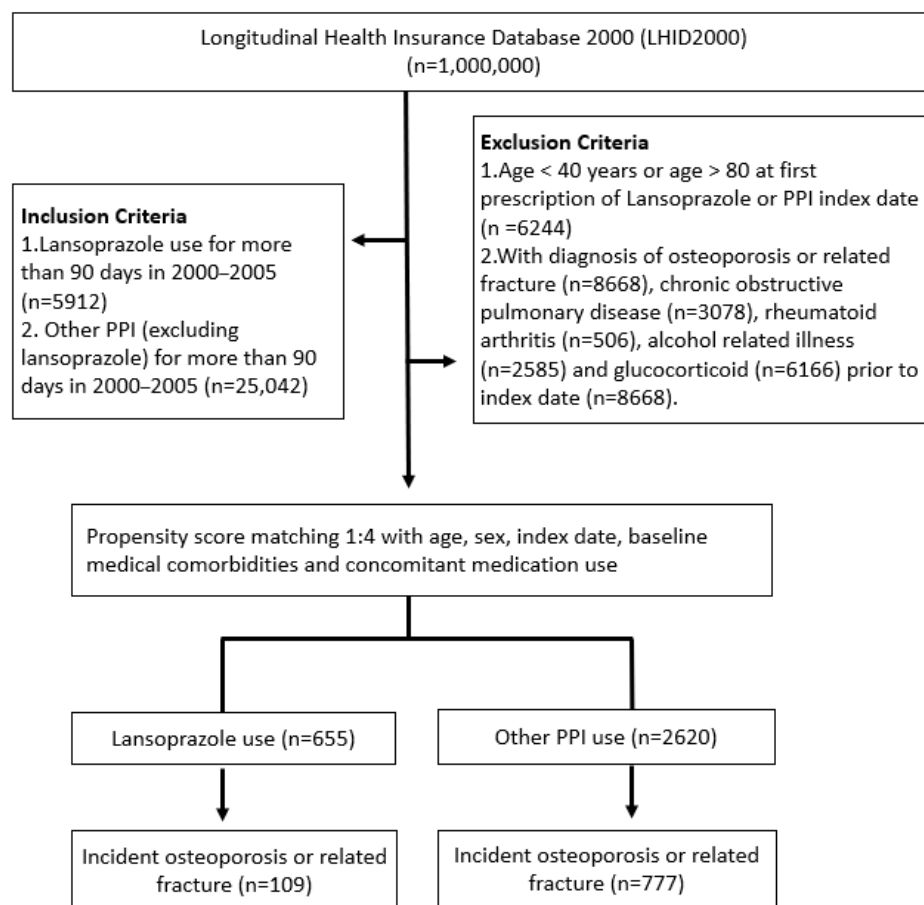 Longitudinal Health Insurance Database 2000 (LHID2000)
(n=1,000,000)
Inclusion Criteria
1.Lansoprazole use for more
than 90 days in 2000–2005
(n=5912)
2. Other PPI (excluding
lansoprazole) for more than 90
days in 2000–2005 (n=25,042)
Exclusion Criteria
1.Age < 40 years or age > 80 at first
prescription of Lansoprazole or PPI index date
(n =6244)
2.With diagnosis of osteoporosis or related
fracture (n=8668), chronic obstructive
pulmonary disease (n=3078), rheumatoid
arthritis (n=506), alcohol related illness
(n=2585) and glucocorticoid (n=6166) prior to
index date (n=8668).
Propensity score matching 1:4 with age, sex, index date, baseline
medical comorbidities and concomitant medication use
Lansoprazole use (n=655)
Other PPI use (n=2620)
Incident osteoporosis or related
fracture (n=109)
Incident osteoporosis or related
fracture (n=777)